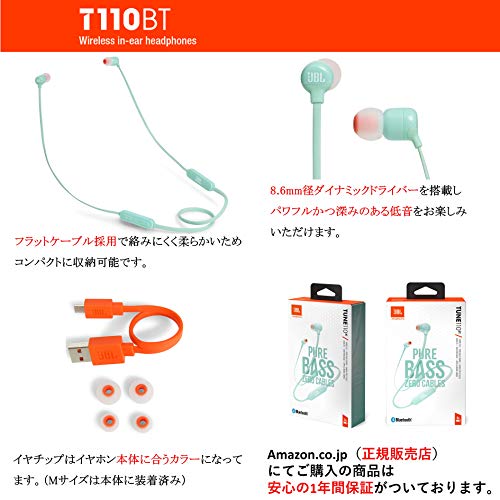 T110BT
Wireless in-ear headphones
JBL
フラットケーブル採用で絡みにくく柔らかいため
コンパクトに収納可能です。
8.6mm径ダイナミックドライバーを搭載し
パワフルかつ深みのある低音をお楽しみ
いただけます。
JBL
イヤチップはイヤホン本体に合うカラーになって
ます。(Mサイズは本体に装着済み)
JBL
TUNE110BT
PURE
BASS
ZERO CABLES
Bluetooth
JBL
TUNE110BT
PURE
BASS
ZERO CABLES
Bluetooth
Amazon.co.jp(正規販売店)
にてご購入の商品は
安心の1年間保証がついております。